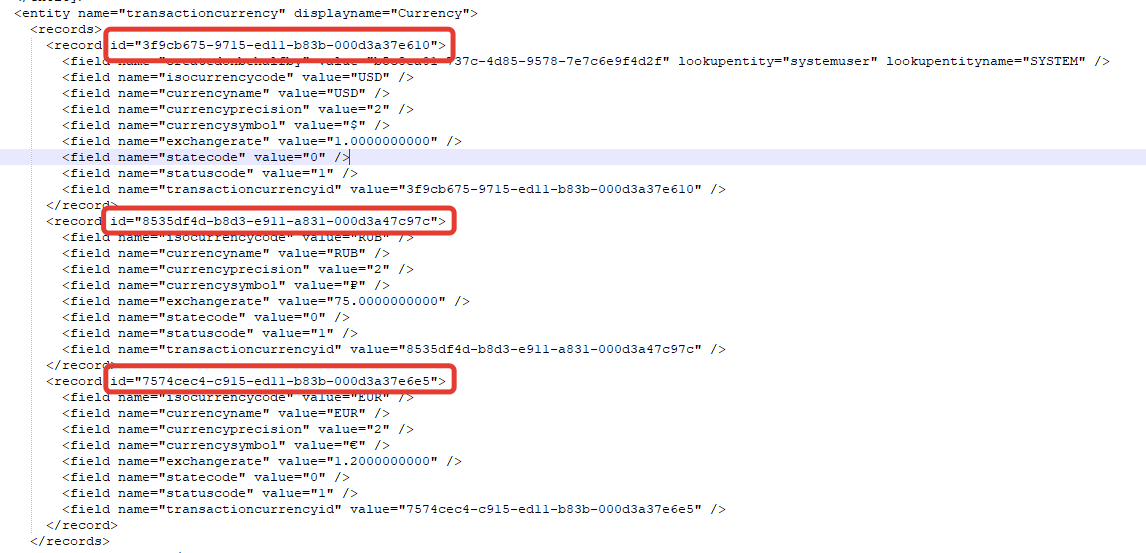 <entity name="transactioncurrency" displayname="Currency">
<records>
<record id="3f9cb675-9715-ed11-b83b-000d3a37e610">
<field name="createdonbehalfby" value= lookupentity="systemuser" lookupentityname="SYSTEM" />
<field name="isocurrencycode" value="USD" />
<field name="currencyname" value="USD" />
<field name="currencyprecision" value="2" />
<field name="currencysymbol" value="$" />
<field name="exchangerate" value="1.0000000000" />
<field name="statecode" value="0" />
<field name="statuscode" value="1" />
<field name="transactioncurrencyid" value="3f9cb675-9715-ed11-b83b-000d3a37e610" />
</record>
<record id="8535df4d-b8d3-e911-a831-000d3a47c97c">
<field name="isocurrencycode" value="RUB" />
<field name="currencyname" value="RUB" />
<field name="currencyprecision" value="2" />
<field name="currencysymbol" value="₽" />
<field name="exchangerate" value="75.0000000000" />
<field name="statecode" value="0" />
<field name="statuscode" value="1" />
<field name="transactioncurrencyid" value="8535df4d-b8d3-e911-a831-000d3a47c97c" />
</record>
<record id="7574cec4-c915-ed11-b83b-000d3a37e6e5">
<field name="isocurrencycode" value="EUR" />
<field name="currencyname" value="EUR" />
<field name="currencyprecision" value="2" />
<field name="currencysymbol" value="€" />
<field name="exchangerate" value="1.2000000000" />
<field name="statecode" value="0" />
<field name="statuscode" value="1" />
<field name="transactioncurrencyid" value="7574cec4-c915-ed11-b83b-000d3a37e6e5" />
</record>
</records>